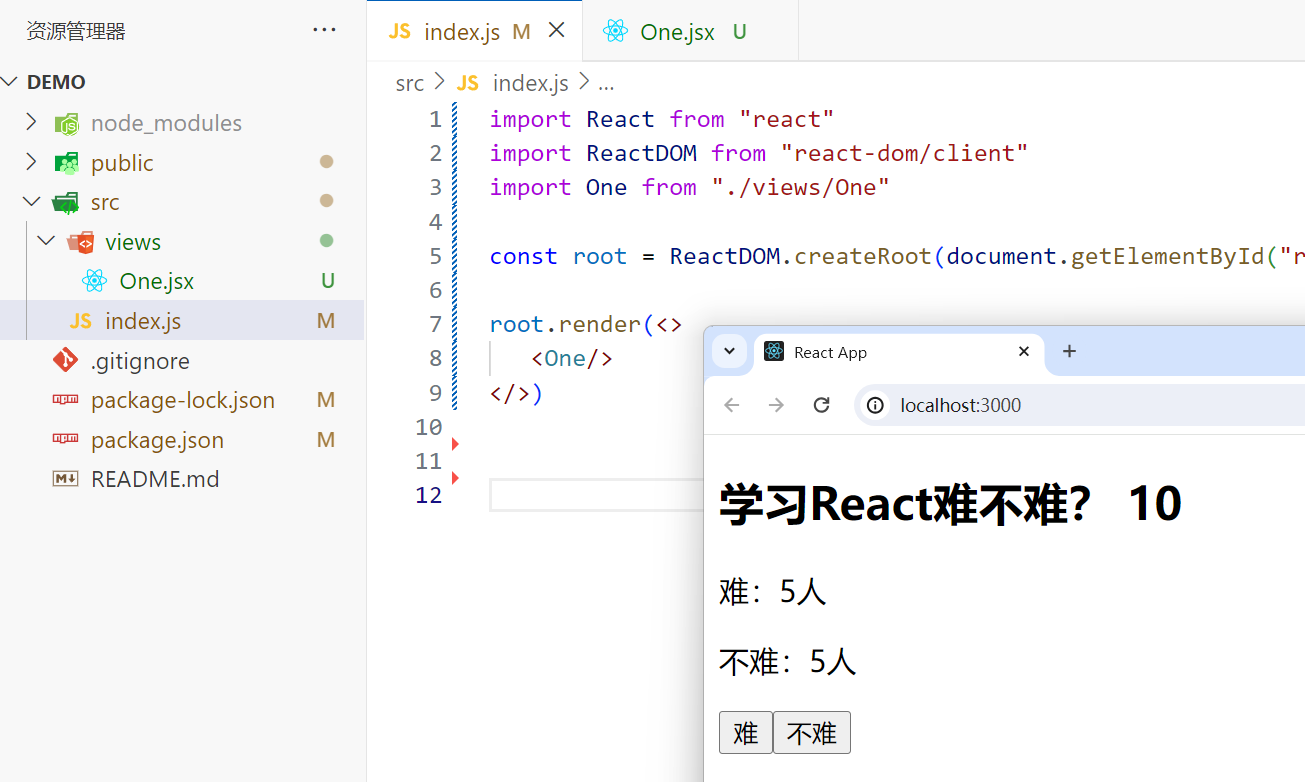 资源管理器 ···
DEMO
node_modules
public
src
views
One.jsx U
index.js M
.gitignore
package-lock.json M
package.json M
README.md
JS index.js M
One.jsx U
src > JS index.js > ...
1 import React from "react"
2 import ReactDOM from "react-dom/client"
3 import One from "./views/One"
4
5 const root = ReactDOM.createRoot(document.getElementById("r
6
7 root.render(<>
8 <One/>
9 </>)
10
11
12
React App
localhost:3000
学习React难不难？ 10
难：5人
不难：5人
难 不难